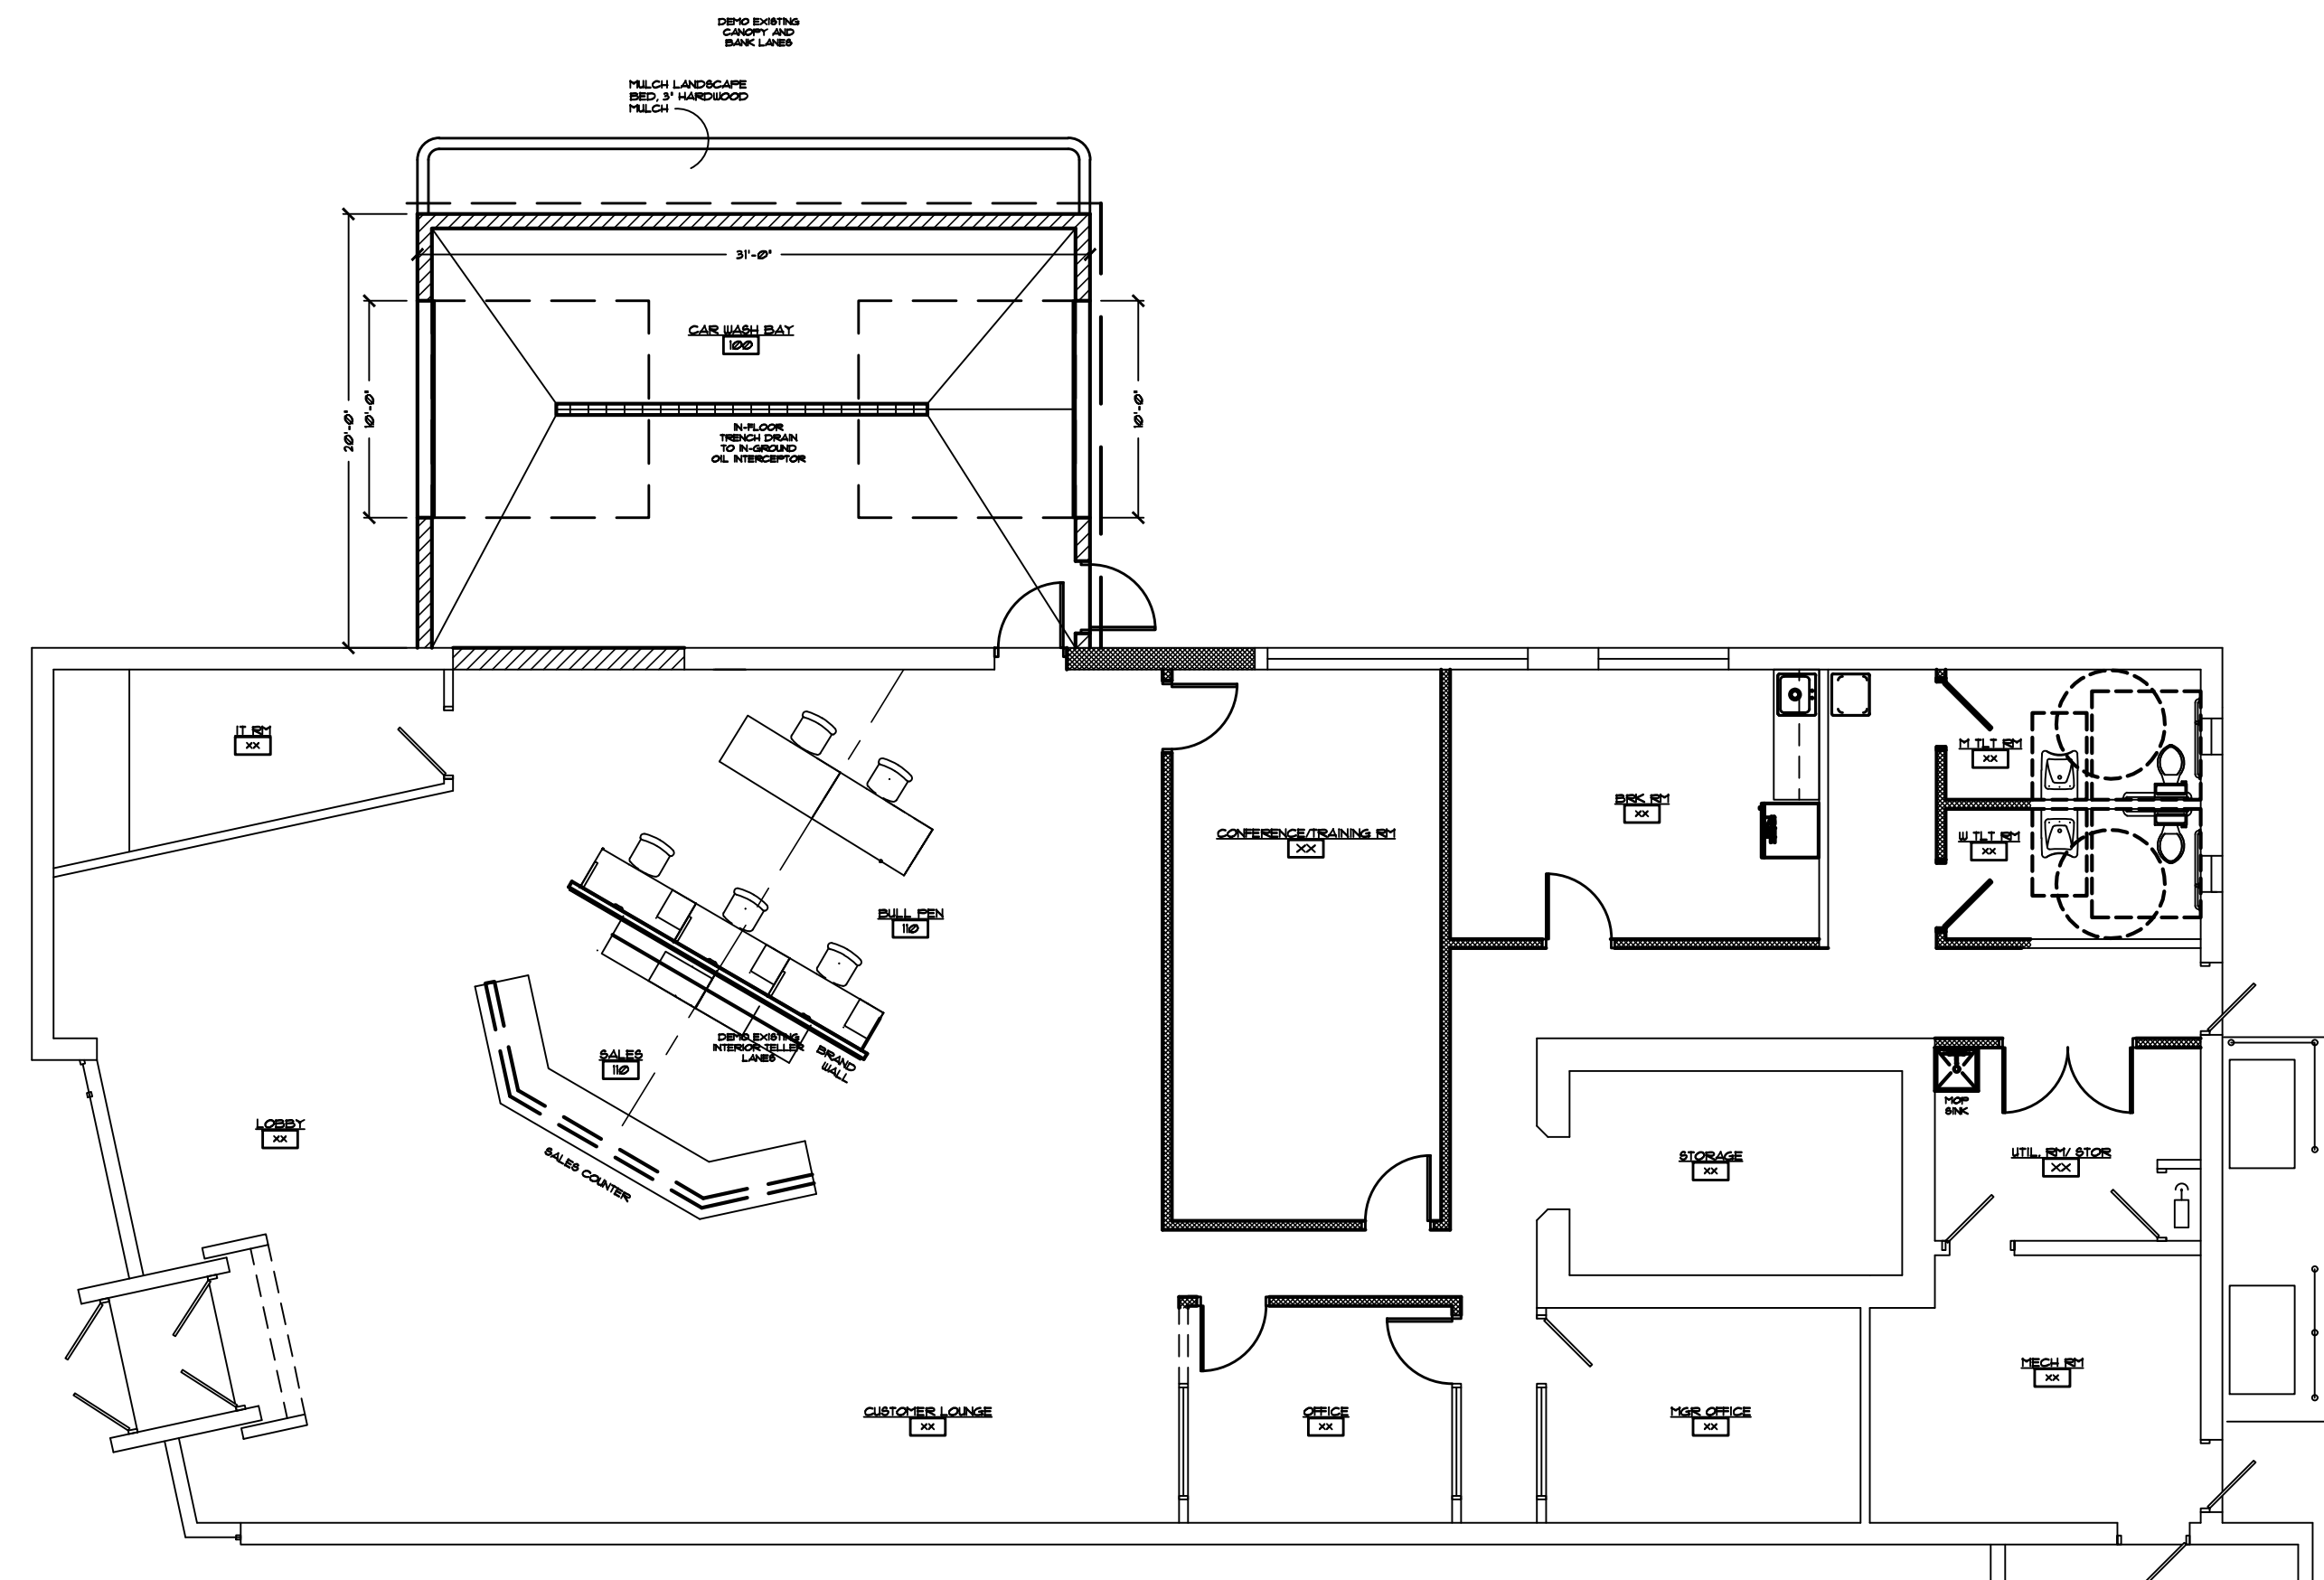 DEMO EXISTING
CANOPY AND
BANK LANES
MULCH LANDSCAPE
BED, 3" HARDWOOD
MULCH
31'-0"
CAR WASH BAY
100
20'-0"
10'-0"
10'-0"
IN-FLOOR
TRENCH DRAIN
TO IN-GROUND
OIL INTERCEPTOR
IT RM
XX
M TLT RM
XX
BRK RM
XX
CONFERENCE/TRAINING RM
XX
W TLT RM
XX
BULL PEN
110
DEMO EXISTING
INTERIOR TELLER
LANES
BRAND
WALL
SALES
110
MOP
SINK
LOBBY
XX
SALES COUNTER
STORAGE
XX
UTIL. RM/ STOR
XX
MECH RM
XX
CUSTOMER LOUNGE
XX
OFFICE
XX
MGR OFFICE
XX